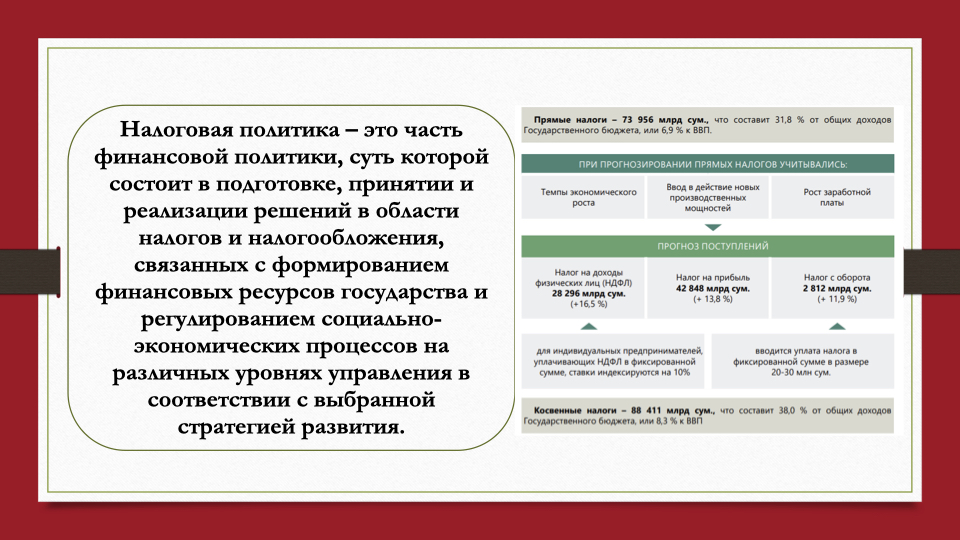 Налоговая политика – это часть
финансовой политики, суть которой
состоит в подготовке, принятии и
реализации решений в области
налогов и налогообложения,
связанных с формированием
финансовых ресурсов государства и
регулированием социально-
экономических процессов на
различных уровнях управления в
соответствии с выбранной
стратегией развития.
Прямые налоги – 73 956 млрд сум., что составит 31,8 % от общих доходов
Государственного бюджета, или 6,9 % к ВВП.
ПРИ ПРОГНОЗИРОВАНИИ ПРЯМЫХ НАЛОГОВ УЧИТЫВАЛИСЬ:
Темпы экономического
роста
Ввод в действие новых
производственных
мощностей
Рост заработной
платы
ПРОГНОЗ ПОСТУПЛЕНИЙ
Налог на доходы
физических лиц (НДФЛ)
28 296 млрд сум.
(+16,5 %)
Налог на прибыль
42 848 млрд сум.
(+ 13,8 %)
Налог с оборота
2 812 млрд сум.
(+ 11,9 %)
для индивидуальных предпринимателей,
уплачивающих НДФЛ в фиксированной
сумме, ставки индексируются на 10%
вводится уплата налога в
фиксированной сумме в размере
20-30 млн сум.
Косвенные налоги – 88 411 млрд сум., что составит 38,0 % от общих доходов
Государственного бюджета, или 8,3 % к ВВП